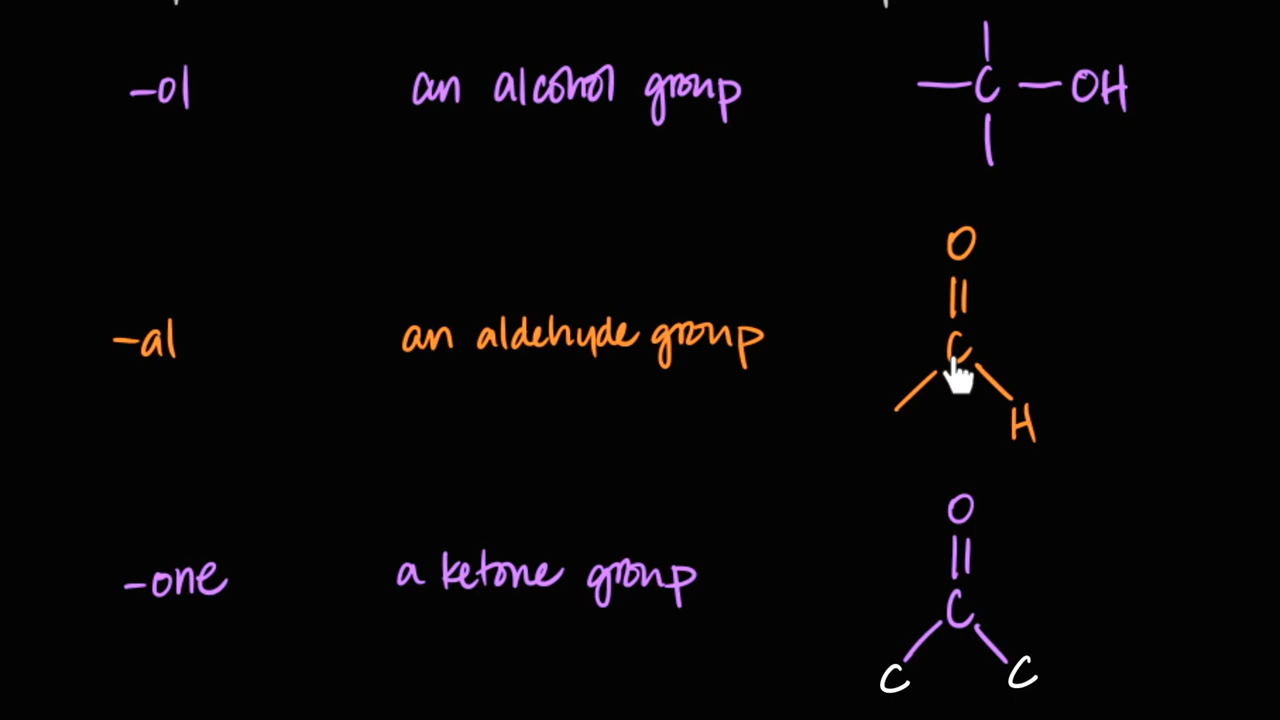 -ol an alcohol group -C-OH
O
-al an aldehyde group C
H
O
-one a ketone group C
C C